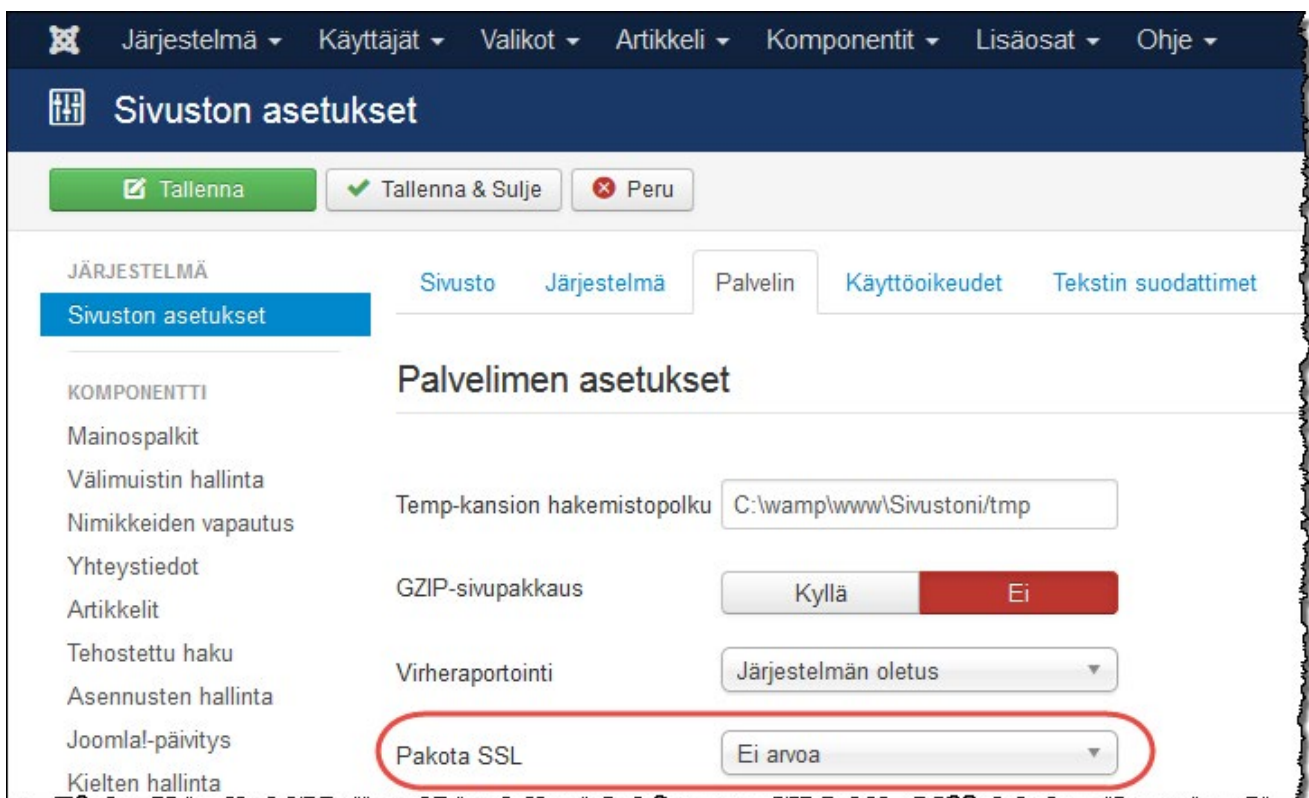 Järjestelmä Käyttäjät Valikot Artikkeli Komponentit Lisäosat Ohje
Sivuston asetukset
Tallenna Tallenna & Sulje Peru
JÄRJESTELMÄ
Sivuston asetukset
KOMPONENTTI
Mainospalkit
Välimuistin hallinta
Nimikkeiden vapautus
Yhteystiedot
Artikkelit
Tehostettu haku
Asennusten hallinta
Joomla!-päivitys
Kielten hallinta
Sivusto Järjestelmä Palvelin Käyttöoikeudet Tekstin suodattimet
Palvelimen asetukset
Temp-kansion hakemistopolku C:\wamp\www\Sivustoni/tmp
GZIP-sivupakkaus Kyllä Ei
Virheraportointi Järjestelmän oletus
Pakota SSL Ei arvoa